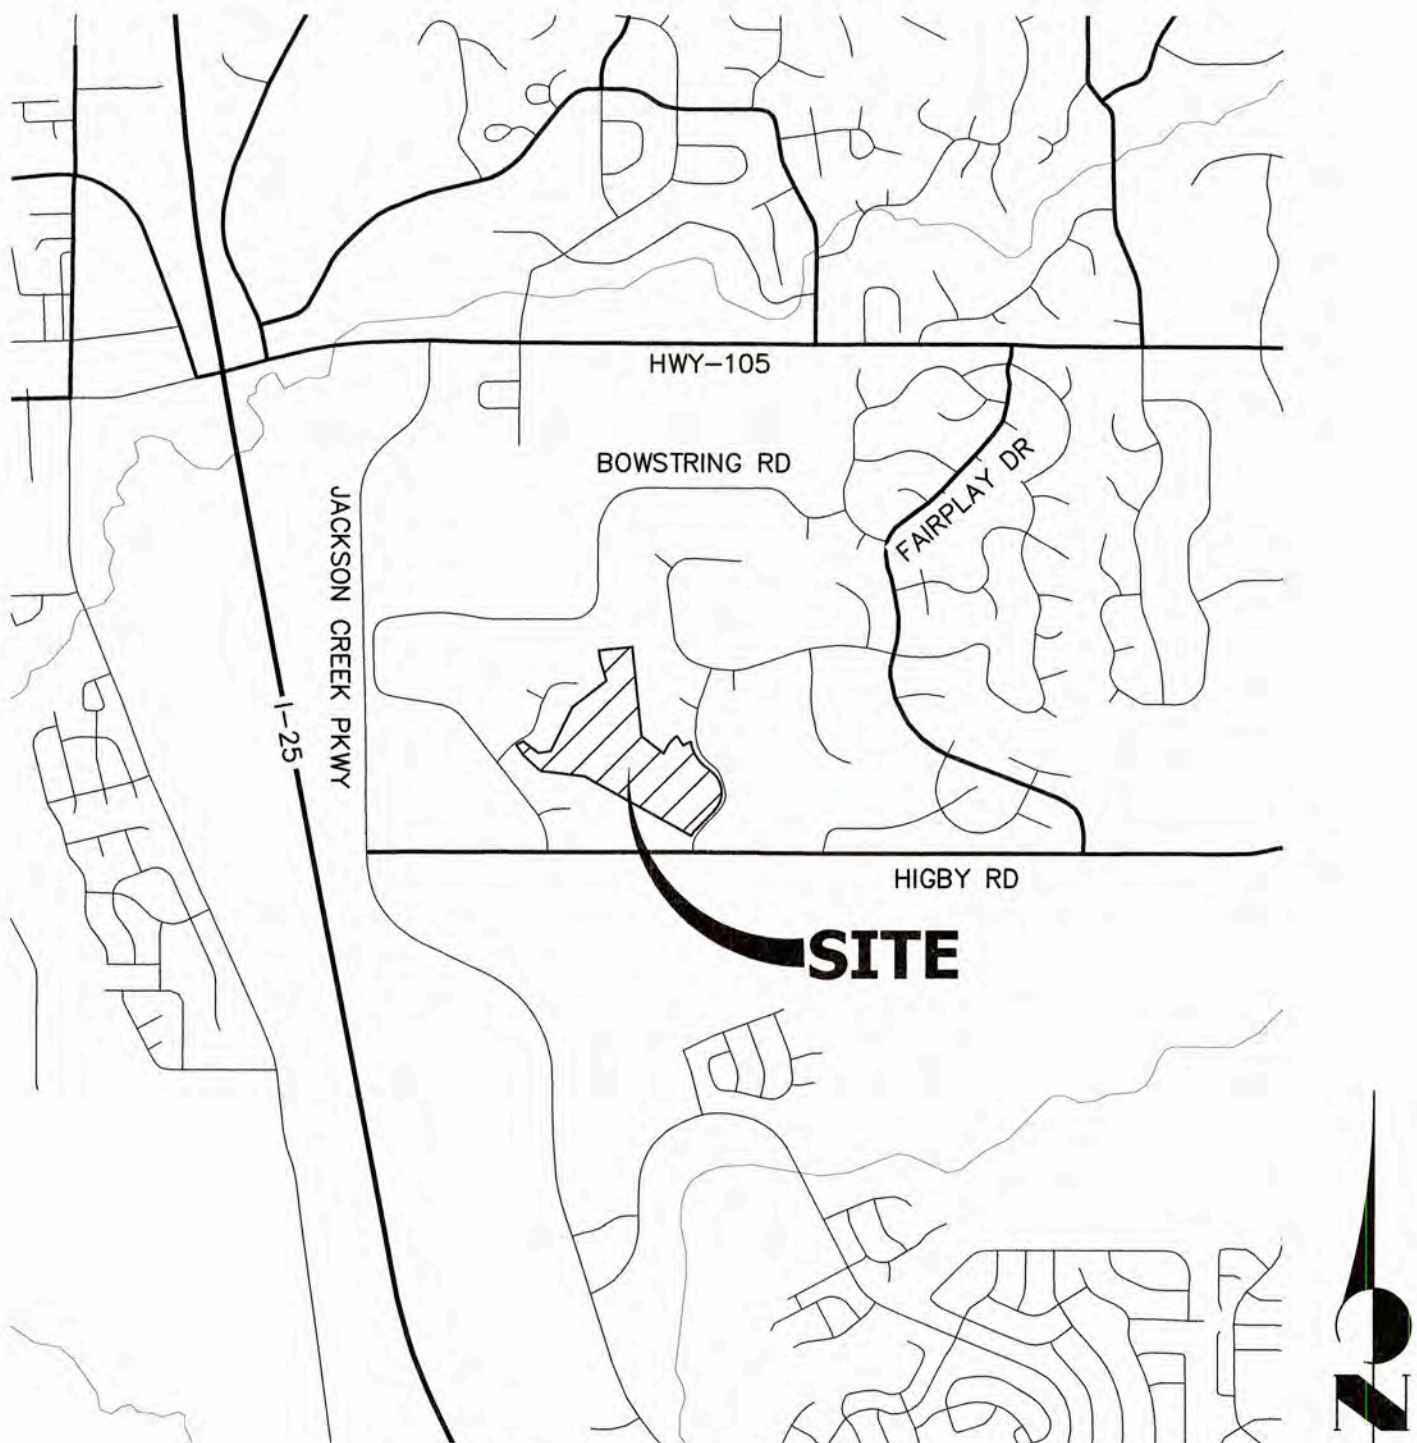 HWY-105
BOWSTRING RD
FAIRPLAY DR
JACKSON CREEK PKWY
I-25
HIGBY RD
SITE
N